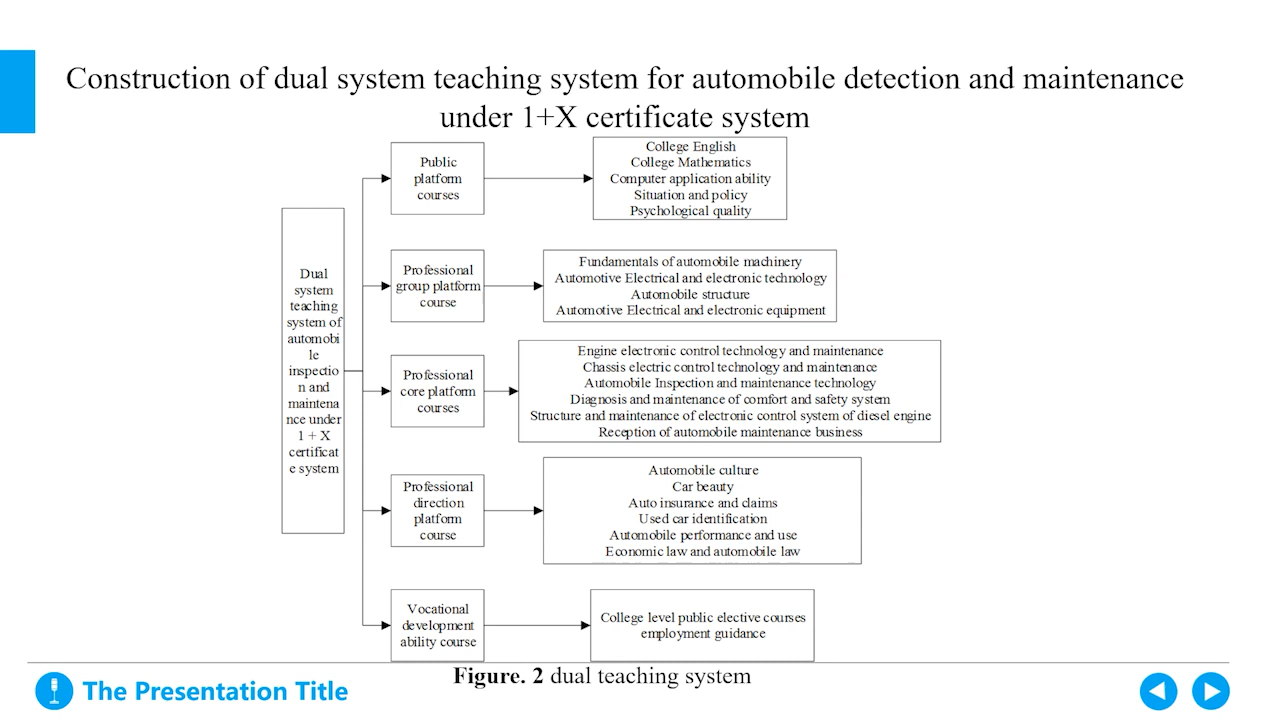 Construction of dual system teaching system for automobile detection and maintenance
under 1+X certificate system
Dual
system
teaching
system of
automobi
le
inspectio
n and
maintena
nce under
1 + X
certificat
e system
Public
platform
courses
College English
College Mathematics
Computer application ability
Situation and policy
Psychological quality
Professional
group platform
course
Fundamentals of automobile machinery
Automotive Electrical and electronic technology
Automobile structure
Automotive Electrical and electronic equipment
Professional
core platform
courses
Engine electronic control technology and maintenance
Chassis electric control technology and maintenance
Automobile Inspection and maintenance technology
Diagnosis and maintenance of comfort and safety system
Structure and maintenance of electronic control system of diesel engine
Reception of automobile maintenance business
Professional
direction
platform
course
Automobile culture
Car beauty
Auto insurance and claims
Used car identification
Automobile performance and use
Economic law and automobile law
Vocational
development
ability course
College level public elective courses
employment guidance
Figure. 2 dual teaching system
The Presentation Title